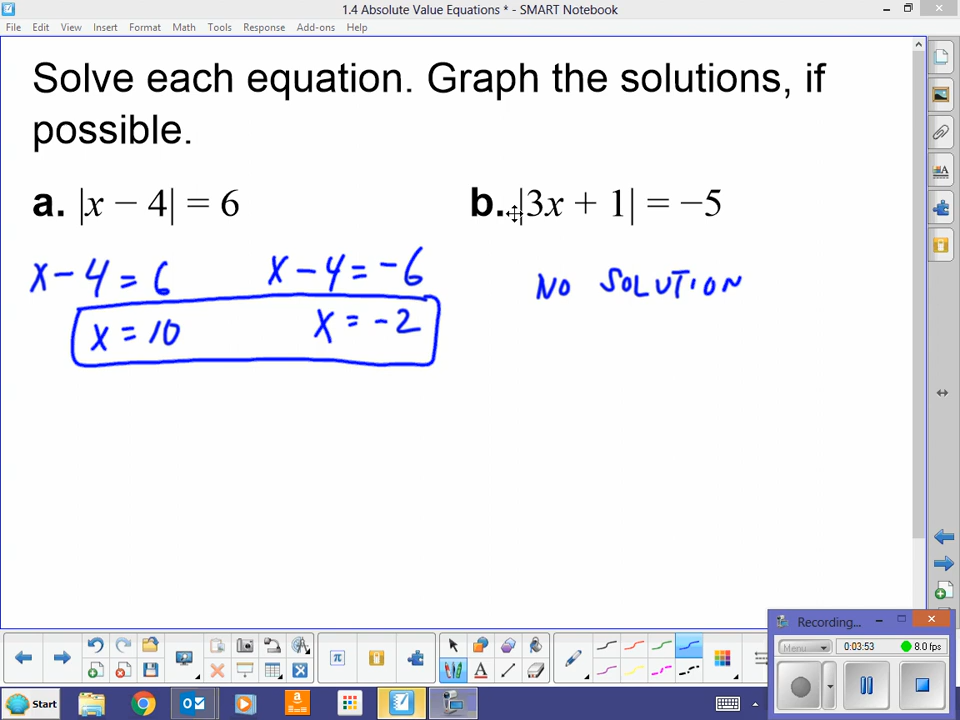 1.4 Absolute Value Equations * - SMART Notebook
File Edit View Insert Format Math Tools Response Add-ons Help
Solve each equation. Graph the solutions, if
possible.
a. |x − 4| = 6
b. |3x + 1| = −5
x - 4 = 6
x - 4 = -6
NO SOLUTION
x = 10
x = -2
Recording...
Menu
0:03:53
8.0 fps
Start